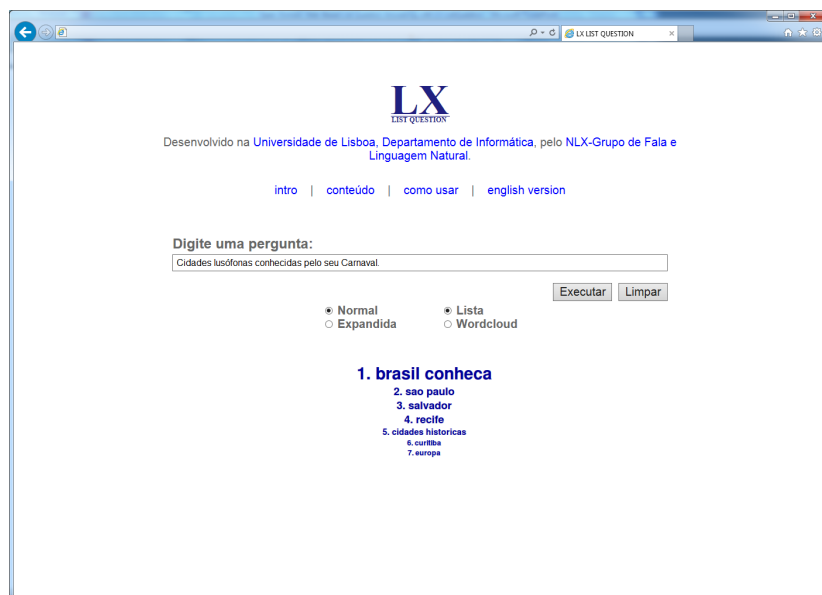 LX LIST QUESTION
LX
LIST QUESTION
Desenvolvido na Universidade de Lisboa, Departamento de Informática, pelo NLX-Grupo de Fala e
Linguagem Natural.
intro | conteúdo | como usar | english version
Digite uma pergunta:
Cidades lusófonas conhecidas pelo seu Carnaval.
Executar Limpar
Normal Lista
Expandida Wordcloud
1. brasil conheca
2. sao paulo
3. salvador
4. recife
5. cidades historicas
6. curitiba
7. europa